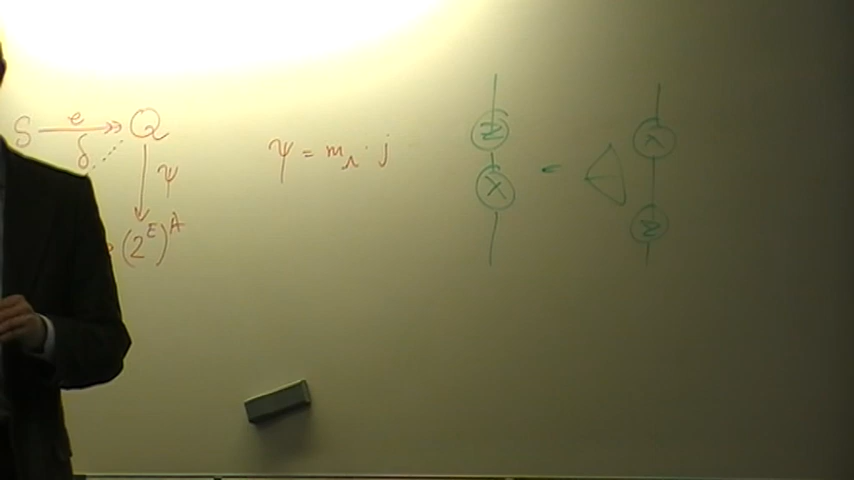 S e Q
δ ψ
(2^E)^A
ψ = m_λ · j
Z
X
=
X
Z